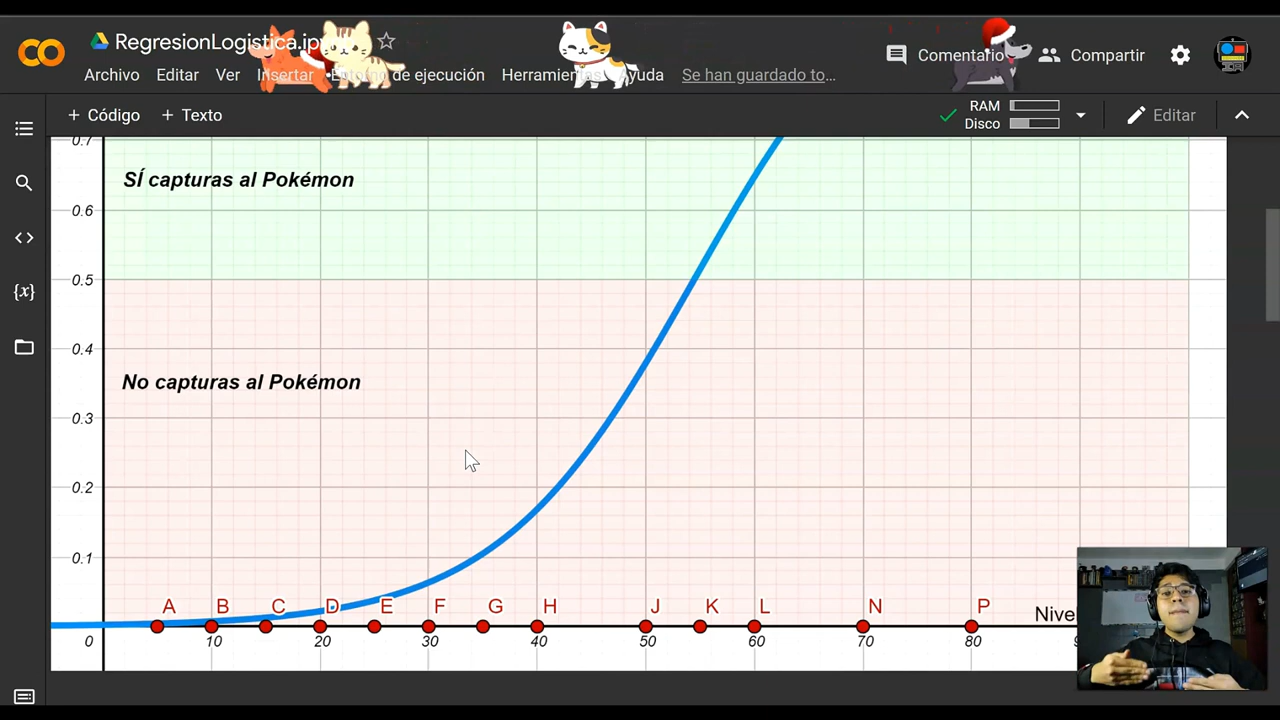 RegresionLogistica.ip
Archivo Editar Ver Insertar Entorno de ejecución Herramientas Ayuda Se han guardado to…
Comentario Compartir
+ Código + Texto
RAM
Disco
Editar
0.7
SÍ capturas al Pokémon
0.6
0.5
0.4
No capturas al Pokémon
0.3
0.2
0.1
A B C D E F G H J K L N P
Nivel
0 10 20 30 40 50 60 70 80